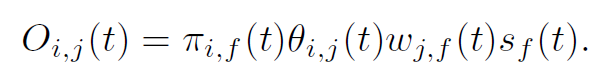 O_{i,j}(t) = π_{i,f}(t)θ_{i,j}(t)w_{j,f}(t)s_f(t).